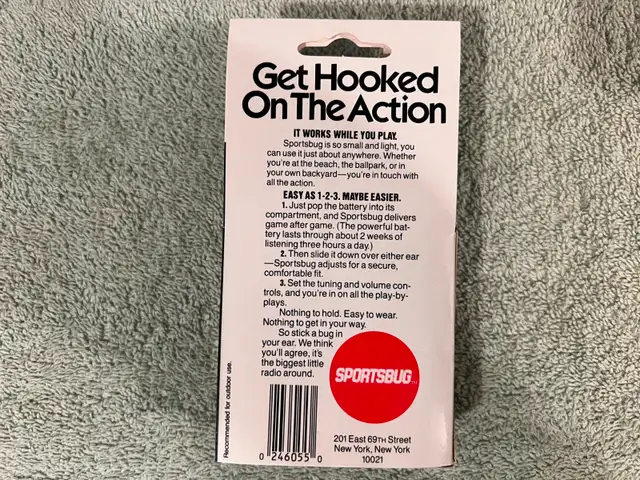 Get Hooked
On The Action
IT WORKS WHILE YOU PLAY.
Sportsbug is so small and light, you
can use it just about anywhere. Whether
you're at the beach, the ballpark, or in
your own backyard—you're in touch with
all the action.
EASY AS 1-2-3. MAYBE EASIER.
1. Just pop the battery into its
compartment, and Sportsbug delivers
game after game. (The powerful bat-
tery lasts through about 2 weeks of
listening three hours a day.)
2. Then slide it down over either ear
—Sportsbug adjusts for a secure,
comfortable fit.
3. Set the tuning and volume con-
trols, and you're in on all the play-by-
plays.
Nothing to hold. Easy to wear.
Nothing to get in your way.
So stick a bug in
your ear. We think
you'll agree, it's
the biggest little
radio around.
SPORTSBUG™
Recommended for outdoor use.
0 246055 0
201 East 69TH Street
New York, New York
10021